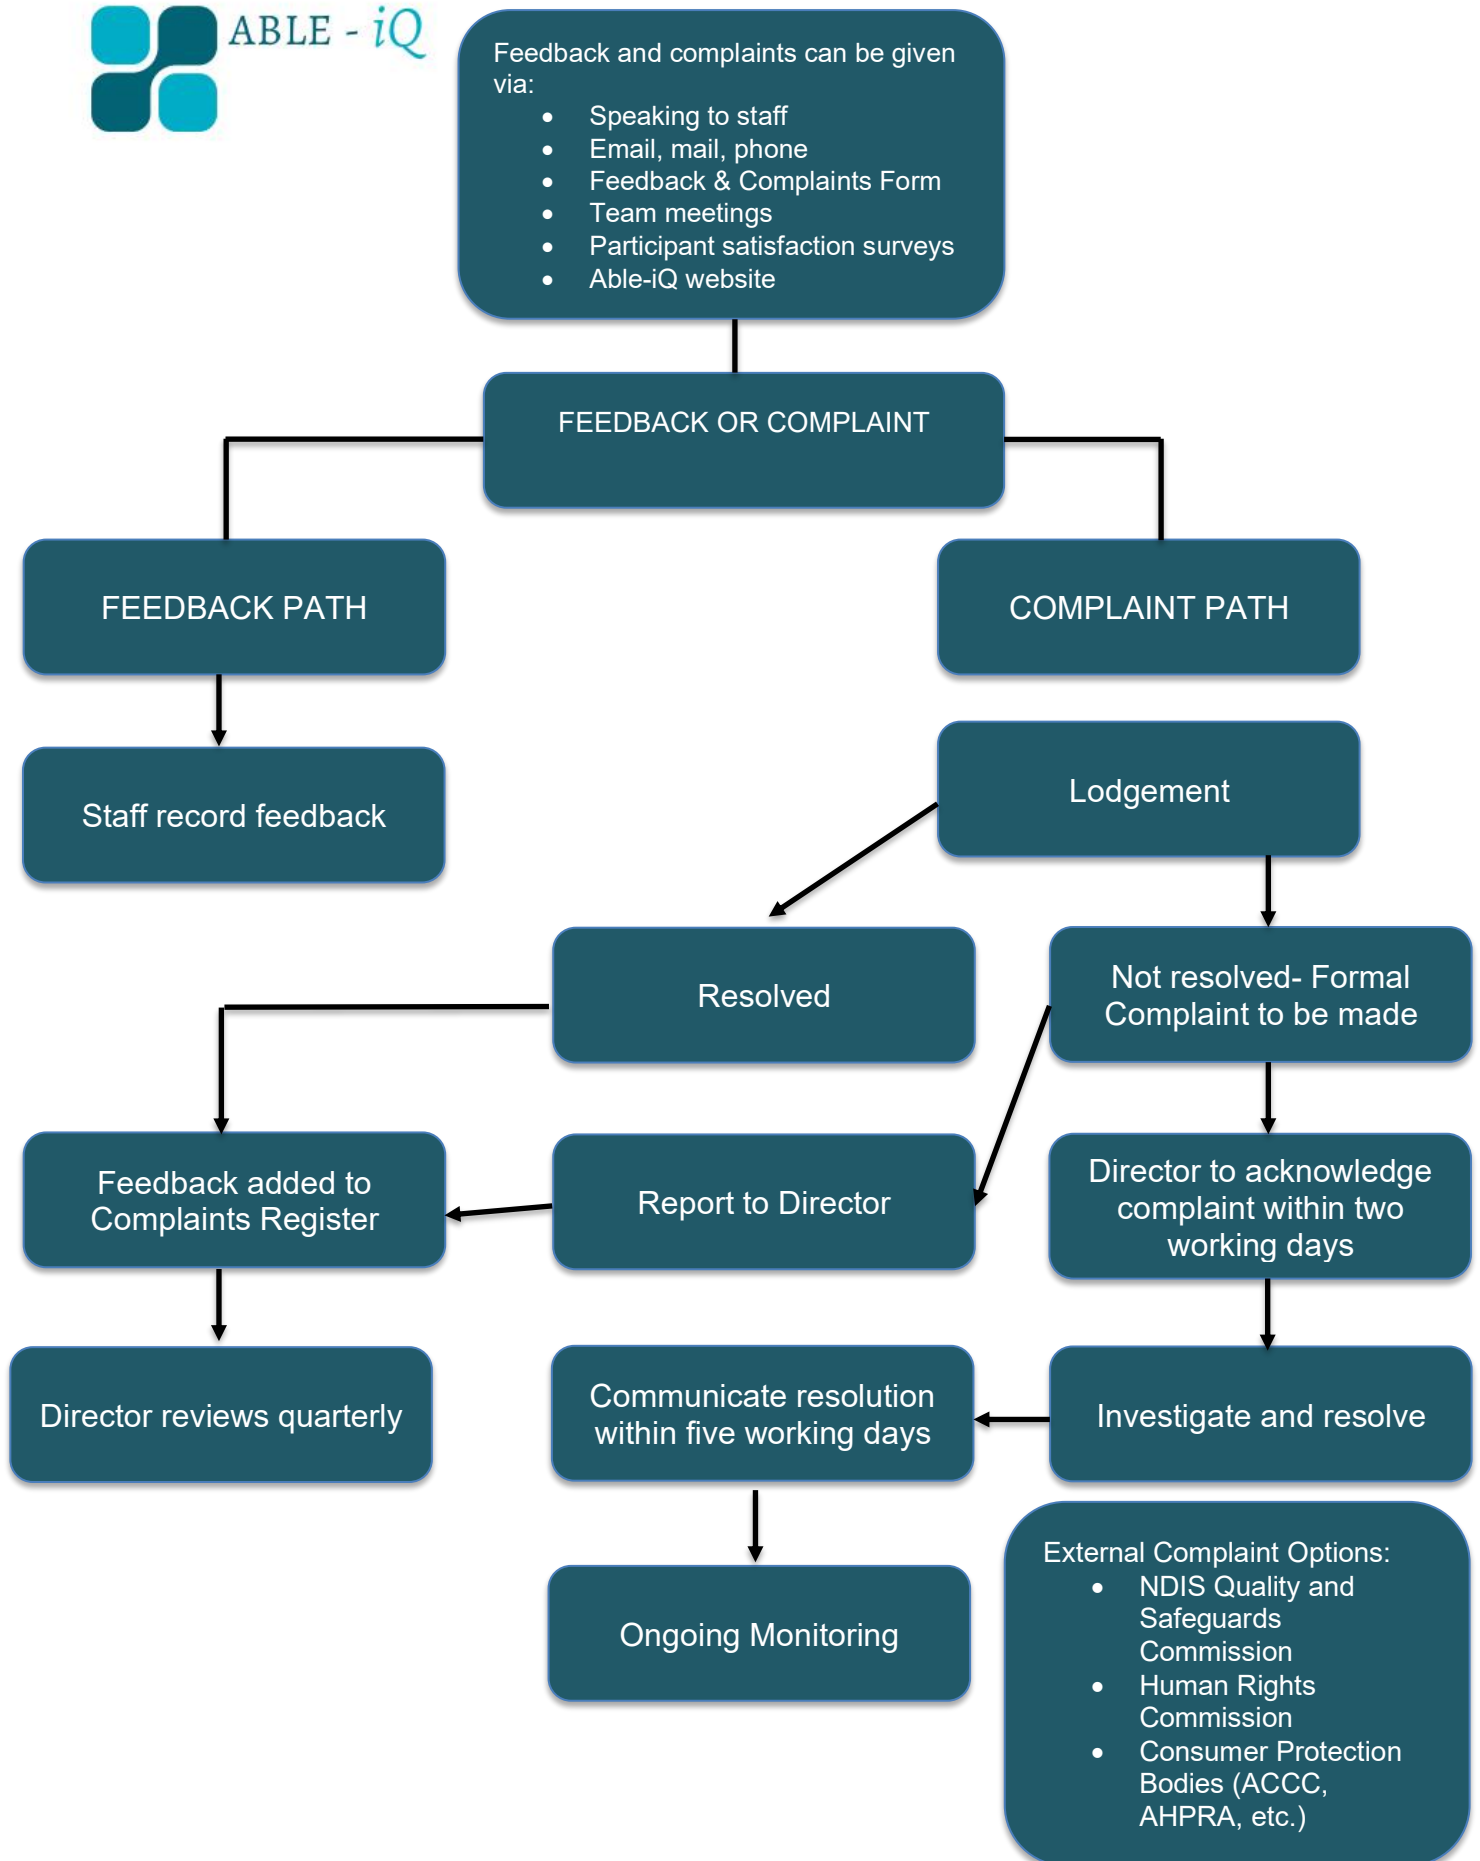 ABLE - iQ
Feedback and complaints can be given
via:
• Speaking to staff
• Email, mail, phone
• Feedback & Complaints Form
• Team meetings
• Participant satisfaction surveys
• Able-iQ website
FEEDBACK OR COMPLAINT
FEEDBACK PATH
COMPLAINT PATH
Staff record feedback
Lodgement
Resolved
Not resolved- Formal
Complaint to be made
Feedback added to
Complaints Register
Report to Director
Director to acknowledge
complaint within two
working days
Director reviews quarterly
Communicate resolution
within five working days
Investigate and resolve
Ongoing Monitoring
External Complaint Options:
• NDIS Quality and
Safeguards
Commission
• Human Rights
Commission
• Consumer Protection
Bodies (ACCC,
AHPRA, etc.)